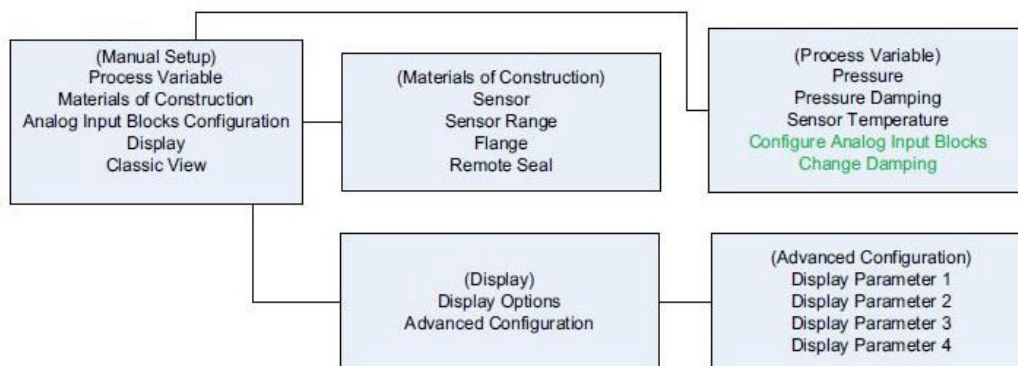 (Manual Setup)
Process Variable
Materials of Construction
Analog Input Blocks Configuration
Display
Classic View
(Materials of Construction)
Sensor
Sensor Range
Flange
Remote Seal
(Process Variable)
Pressure
Pressure Damping
Sensor Temperature
Configure Analog Input Blocks
Change Damping
(Display)
Display Options
Advanced Configuration
(Advanced Configuration)
Display Parameter 1
Display Parameter 2
Display Parameter 3
Display Parameter 4